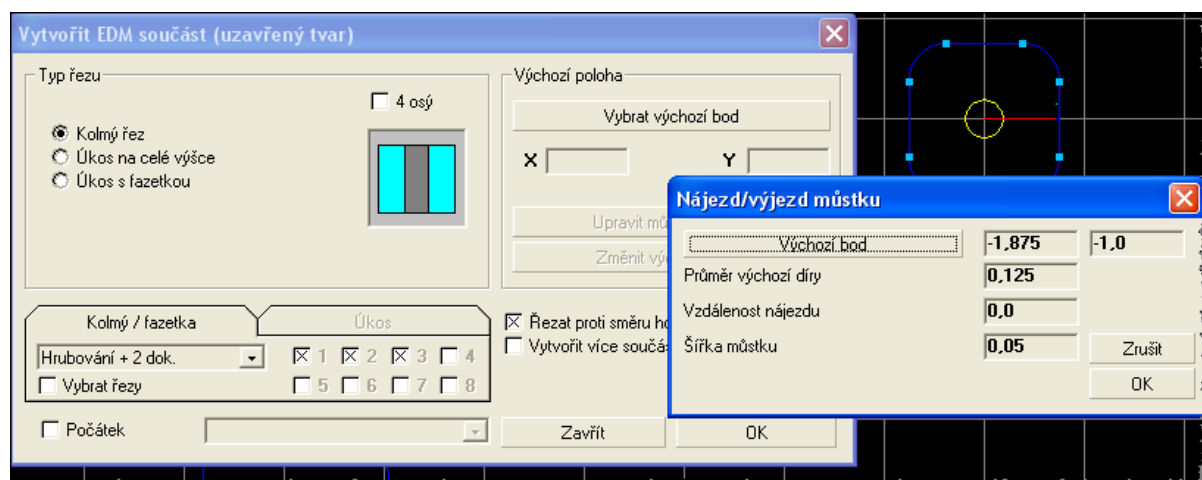 Vytvořit EDM součást (uzavřený tvar)
Typ řezu
4 osý
Kolmý řez
Úkos na celé výšce
Úkos s fazetkou
Výchozí poloha
Vybrat výchozí bod
X
Y
Upravit
Změnit
Kolmý / fazetka
Úkos
Hrubování + 2 dok.
1 2 3 4
Vybrat řezy
5 6 7 8
Řezat proti směru
Vytvořit více
Počátek
Zavřít
OK
Nájezd/výjezd můstku
Výchozí bod -1,875 -1,0
Průměr výchozí díry 0,125
Vzdálenost nájezdu 0,0
Šířka můstku 0,05
Zrušit
OK